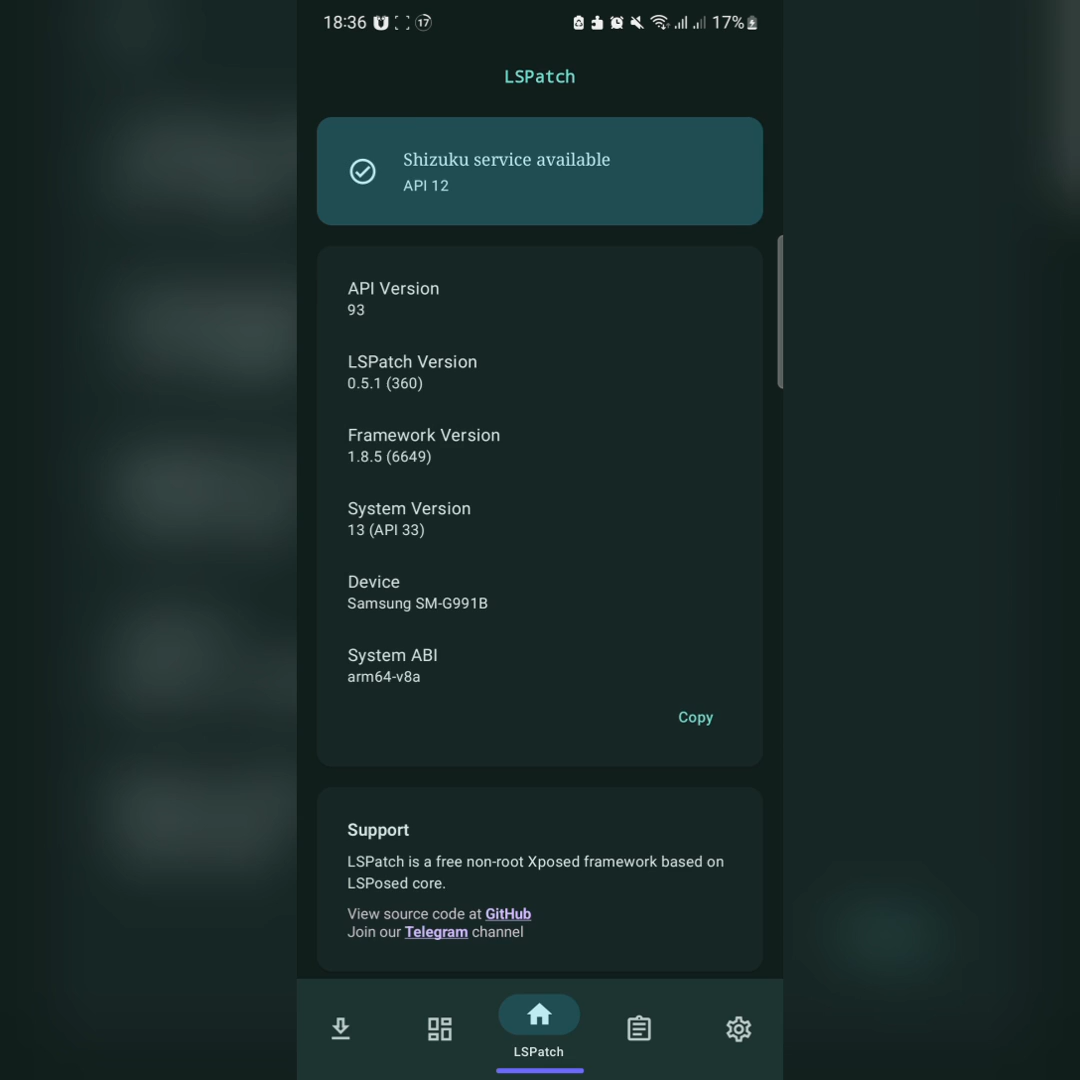 18:36 17 17%
LSPatch
Shizuku service available
API 12
API Version
93
LSPatch Version
0.5.1 (360)
Framework Version
1.8.5 (6649)
System Version
13 (API 33)
Device
Samsung SM-G991B
System ABI
arm64-v8a
Copy
Support
LSPatch is a free non-root Xposed framework based on
LSPosed core.
View source code at GitHub
Join our Telegram channel
LSPatch